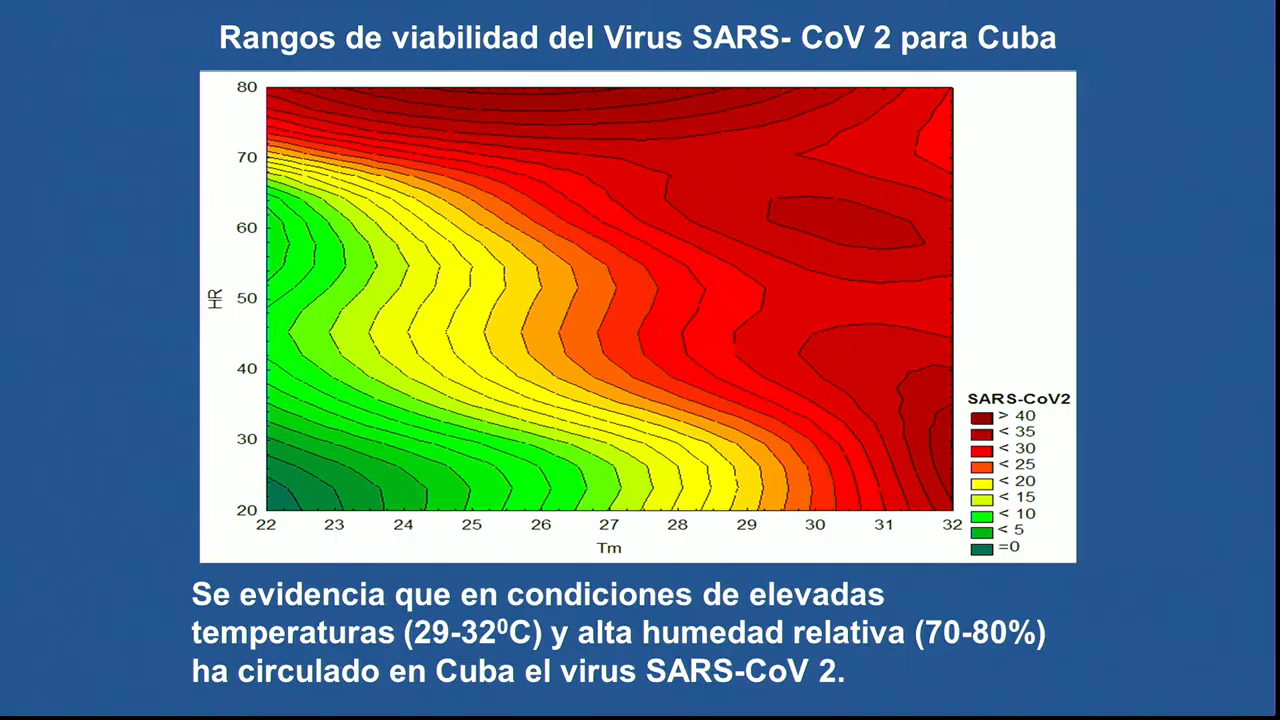 Rangos de viabilidad del Virus SARS- CoV 2 para Cuba
80
70
60
50
40
30
20
HR
22 23 24 25 26 27 28 29 30 31 32
Tm
SARS-CoV2
> 40
< 35
< 30
< 25
< 20
< 15
< 10
< 5
=0
Se evidencia que en condiciones de elevadas
temperaturas (29-32⁰C) y alta humedad relativa (70-80%)
ha circulado en Cuba el virus SARS-CoV 2.